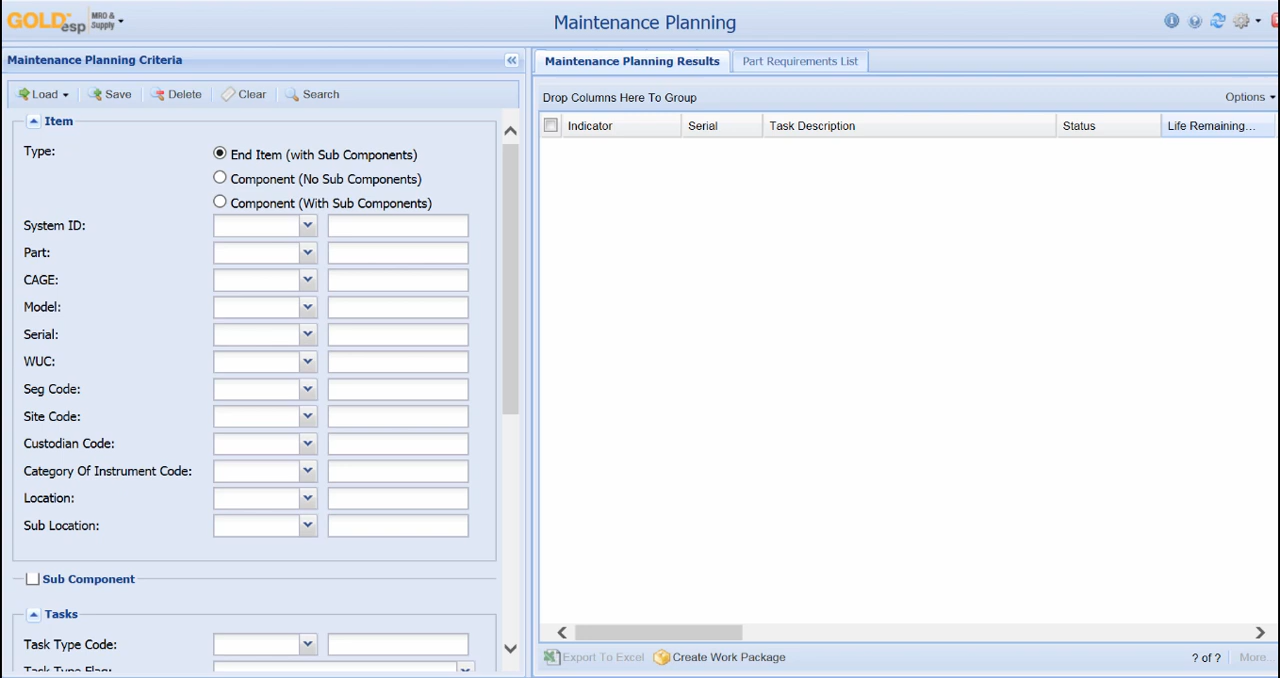 GOLDesp MRO & Supply
Maintenance Planning
Maintenance Planning Criteria
Load Save Delete Clear Search
Item
Type:
End Item (with Sub Components)
Component (No Sub Components)
Component (With Sub Components)
System ID:
Part:
CAGE:
Model:
Serial:
WUC:
Seg Code:
Site Code:
Custodian Code:
Category Of Instrument Code:
Location:
Sub Location:
Sub Component
Tasks
Task Type Code:
Task Type Flag:
Maintenance Planning Results Part Requirements List
Drop Columns Here To Group Options
Indicator Serial Task Description Status Life Remaining...
Export To Excel Create Work Package ? of ? More...